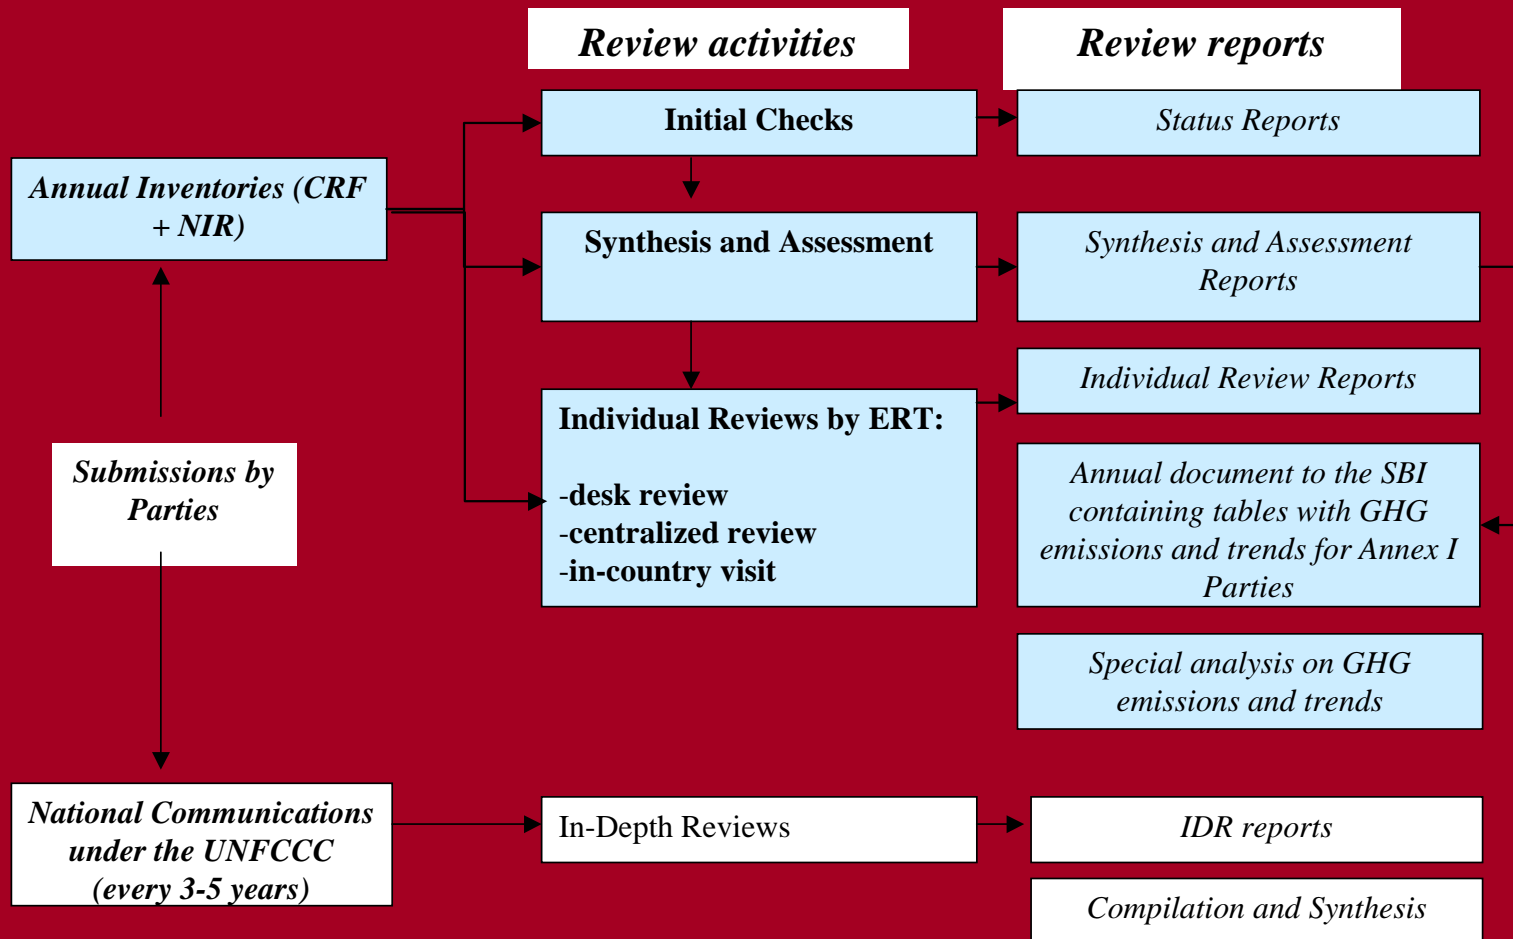 Review activities
Review reports
Initial Checks
Status Reports
Annual Inventories (CRF
+ NIR)
Synthesis and Assessment
Synthesis and Assessment
Reports
Individual Review Reports
Individual Reviews by ERT:
-desk review
-centralized review
-in-country visit
Submissions by
Parties
Annual document to the SBI
containing tables with GHG
emissions and trends for Annex I
Parties
Special analysis on GHG
emissions and trends
National Communications
under the UNFCCC
(every 3-5 years)
In-Depth Reviews
IDR reports
Compilation and Synthesis